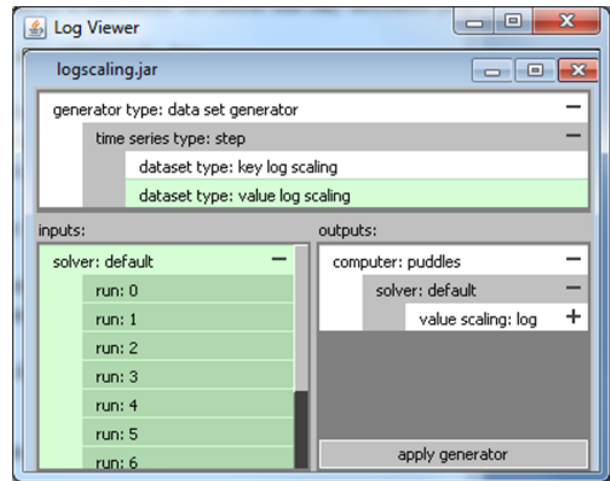 Log Viewer
logscaling.jar
generator type: data set generator
time series type: step
dataset type: key log scaling
dataset type: value log scaling
inputs:
solver: default
run: 0
run: 1
run: 2
run: 3
run: 4
run: 5
run: 6
outputs:
computer: puddles
solver: default
value scaling: log
apply generator